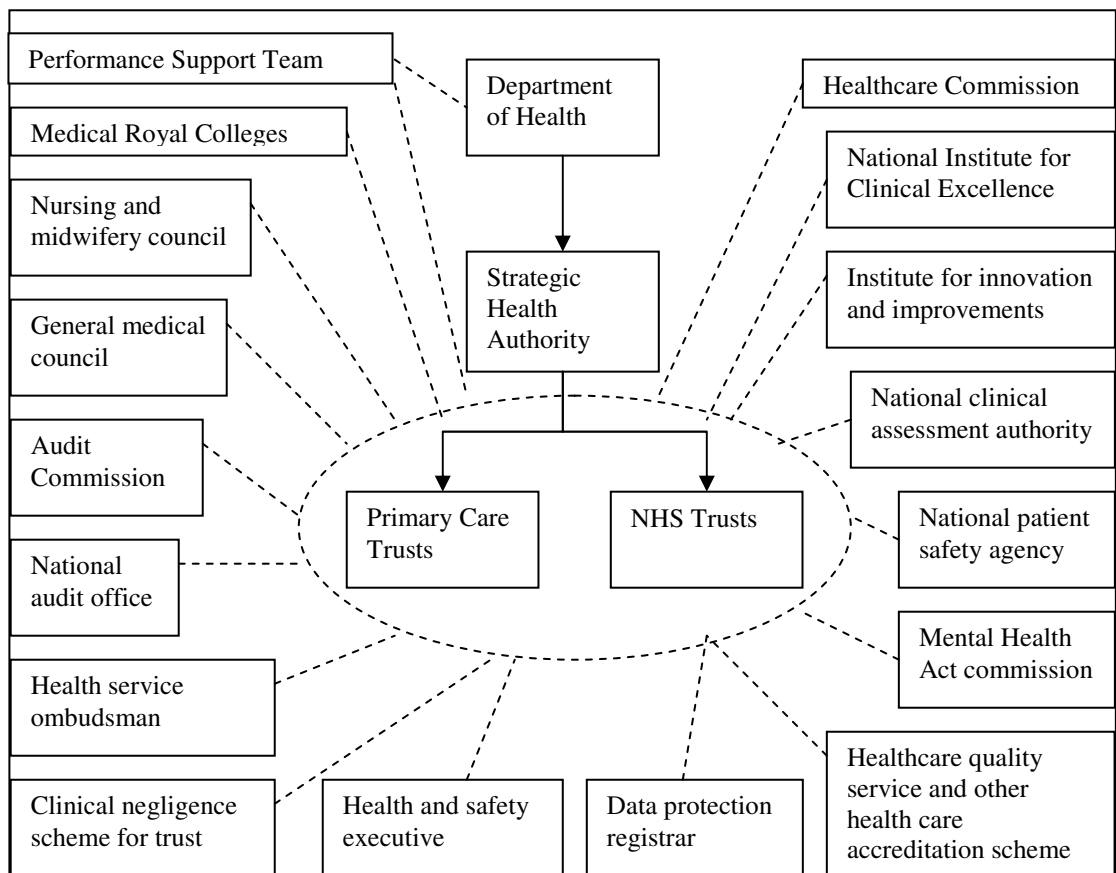 Performance Support Team
Department
of Health
Healthcare Commission
Medical Royal Colleges
National Institute for
Clinical Excellence
Nursing and
midwifery council
Strategic
Health
Authority
Institute for innovation
and improvements
General medical
council
National clinical
assessment authority
Audit
Commission
Primary Care
Trusts
NHS Trusts
National patient
safety agency
National
audit office
Mental Health
Act commission
Health service
ombudsman
Clinical negligence
scheme for trust
Health and safety
executive
Data protection
registrar
Healthcare quality
service and other
health care
accreditation scheme